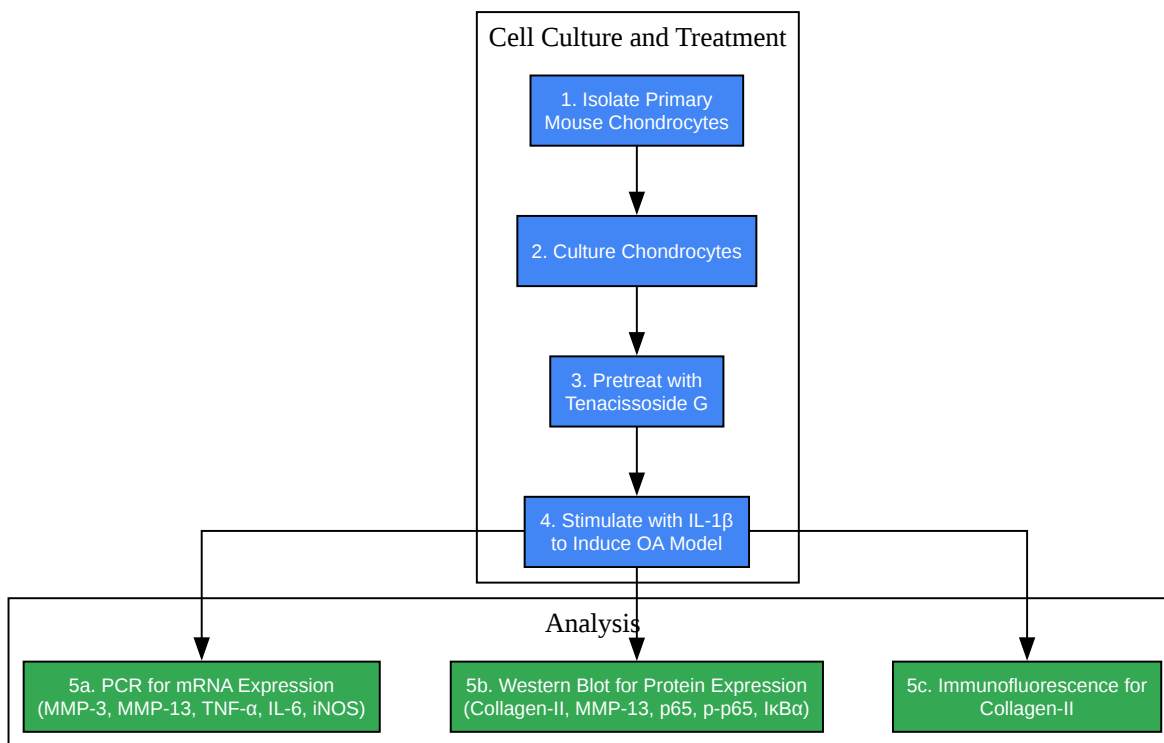 Cell Culture and Treatment
1. Isolate Primary
Mouse Chondrocytes
2. Culture Chondrocytes
3. Pretreat with
Tenacissoside G
4. Stimulate with IL-1β
to Induce OA Model
Analysis
5a. PCR for mRNA Expression
(MMP-3, MMP-13, TNF-α, IL-6, iNOS)
5b. Western Blot for Protein Expression
(Collagen-II, MMP-13, p65, p-p65, IκBα)
5c. Immunofluorescence for
Collagen-II